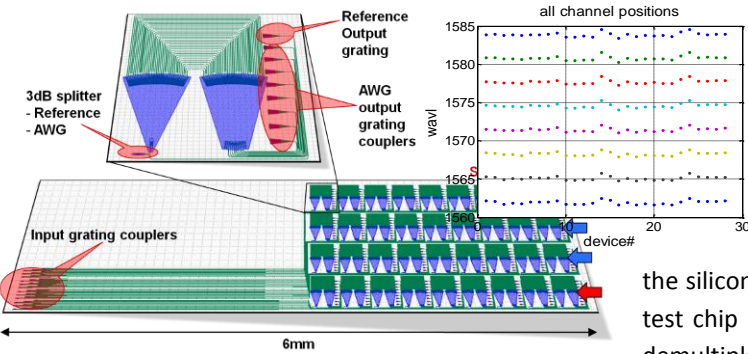 Reference
Output
grating
3dB splitter
- Reference
- AWG
AWG
output
grating
couplers
Input grating couplers
6mm
all channel positions
wavl
1585
1580
1575
1570
1565
1560
0
10
20
30
device#
the silicon
test chip